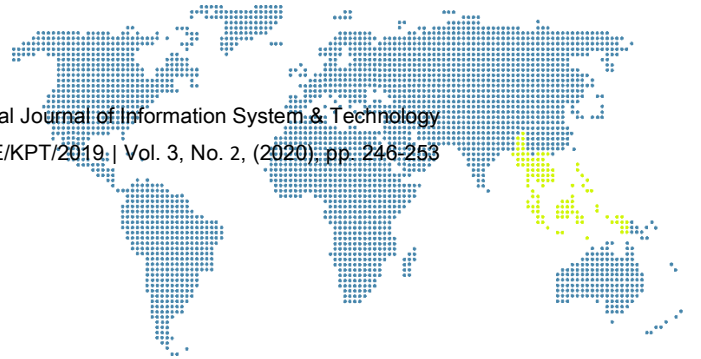 al Journal of Information System & Technology
E/KPT/2019 | Vol. 3, No. 2, (2020), pp. 246-253